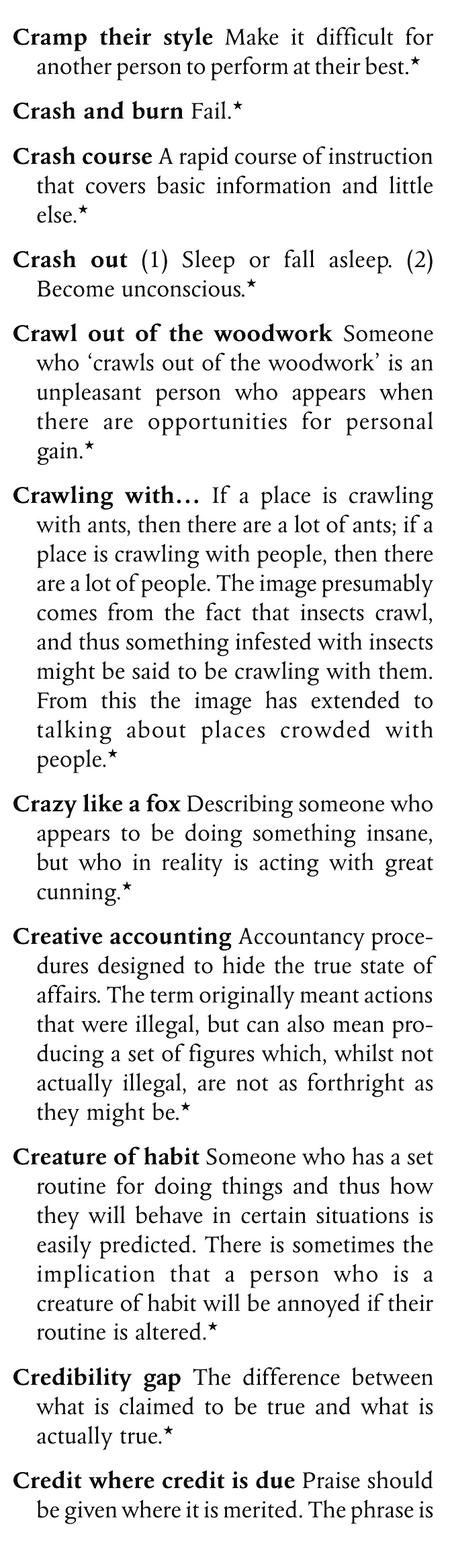 Cramp their style Make it difficult for
another person to perform at their best.★
Crash and burn Fail.★
Crash course A rapid course of instruction
that covers basic information and little
else.★
Crash out (1) Sleep or fall asleep. (2)
Become unconscious.★
Crawl out of the woodwork Someone
who ‘crawls out of the woodwork’ is an
unpleasant person who appears when
there are opportunities for personal
gain.★
Crawling with… If a place is crawling
with ants, then there are a lot of ants; if a
place is crawling with people, then there
are a lot of people. The image presumably
comes from the fact that insects crawl,
and thus something infested with insects
might be said to be crawling with them.
From this the image has extended to
talking about places crowded with
people.★
Crazy like a fox Describing someone who
appears to be doing something insane,
but who in reality is acting with great
cunning.★
Creative accounting Accountancy proce-
dures designed to hide the true state of
affairs. The term originally meant actions
that were illegal, but can also mean pro-
ducing a set of figures which, whilst not
actually illegal, are not as forthright as
they might be.★
Creature of habit Someone who has a set
routine for doing things and thus how
they will behave in certain situations is
easily predicted. There is sometimes the
implication that a person who is a
creature of habit will be annoyed if their
routine is altered.★
Credibility gap The difference between
what is claimed to be true and what is
actually true.★
Credit where credit is due Praise should
be given where it is merited. The phrase is